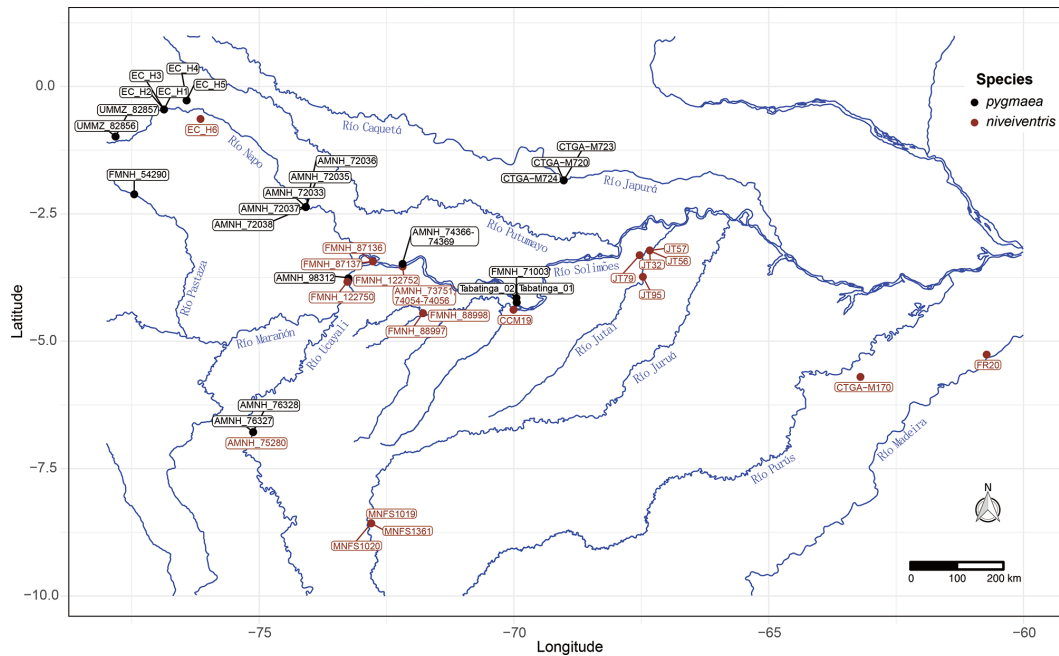 EC_H4
EC_H3
EC_H5
EC_H2
EC_H1
UMMZ_82857
UMMZ_82856
EC_H6
FMNH_54290
Río Caquetá
Río Napo
AMNH_72036
AMNH_72035
AMNH_72033
AMNH_72037
AMNH_72038
CTGA−M723
CTGA−M720
CTGA−M724
Río Japurá
Río Putumayo
AMNH_74366-
74369
FMNH_87136
FMNH_87137
AMNH_98312
FMNH_122752
FMNH_122750
AMNH_73751
74054-74056
FMNH_88998
FMNH_88997
FMNH_71003
Tabatinga_02
Tabatinga_01
CCM19
Río Solimões
JT57
JT56
JT32
JT79
JT95
Río Pastaza
Río Marañón
Río Ucayali
Río Jutaí
Río Juruá
CTGA−M170
FR20
Río Madeira
Río Purús
AMNH_76328
AMNH_76327
AMNH_75280
MNFS1019
MNFS1361
MNFS1020
Species
pygmaea
niveiventris
N
0 100 200 km
0.0
−2.5
−5.0
−7.5
−10.0
Latitude
−75 −70 −65 −60
Longitude